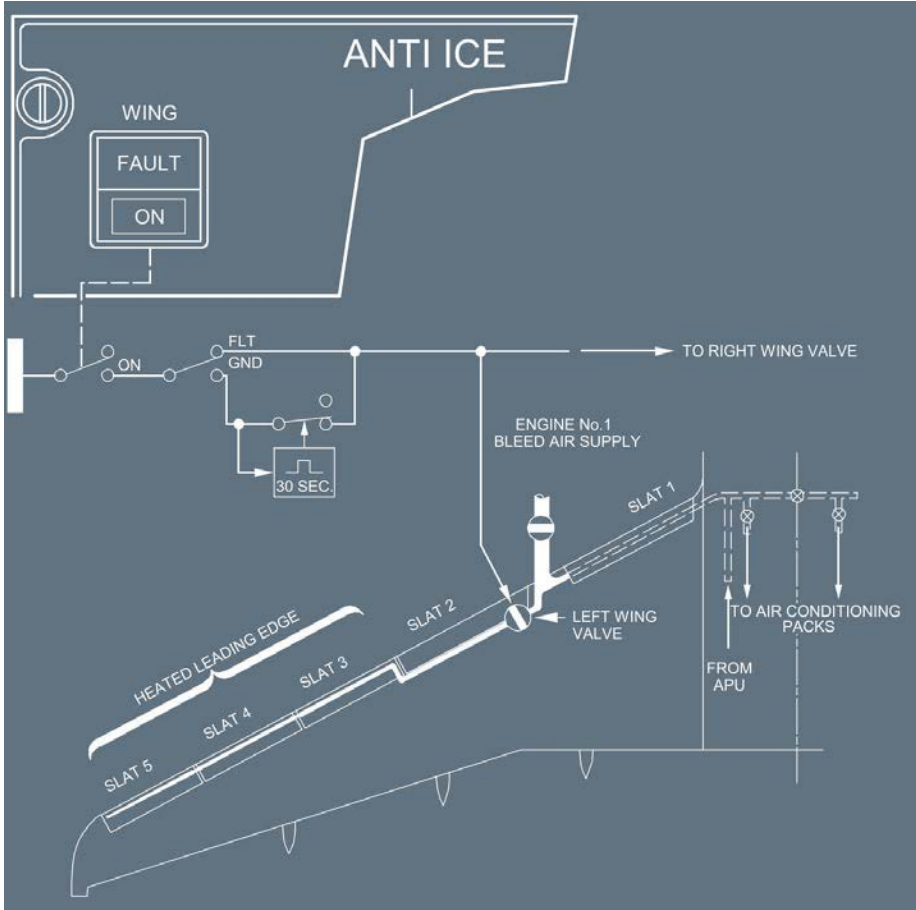 ANTI ICE
WING
FAULT
ON
FLT
ON
GND
TO RIGHT WING VALVE
30 SEC.
ENGINE No.1
BLEED AIR SUPPLY
SLAT 1
SLAT 2
LEFT WING
VALVE
TO AIR CONDITIONING
PACKS
FROM
APU
HEATED LEADING EDGE
SLAT 3
SLAT 4
SLAT 5